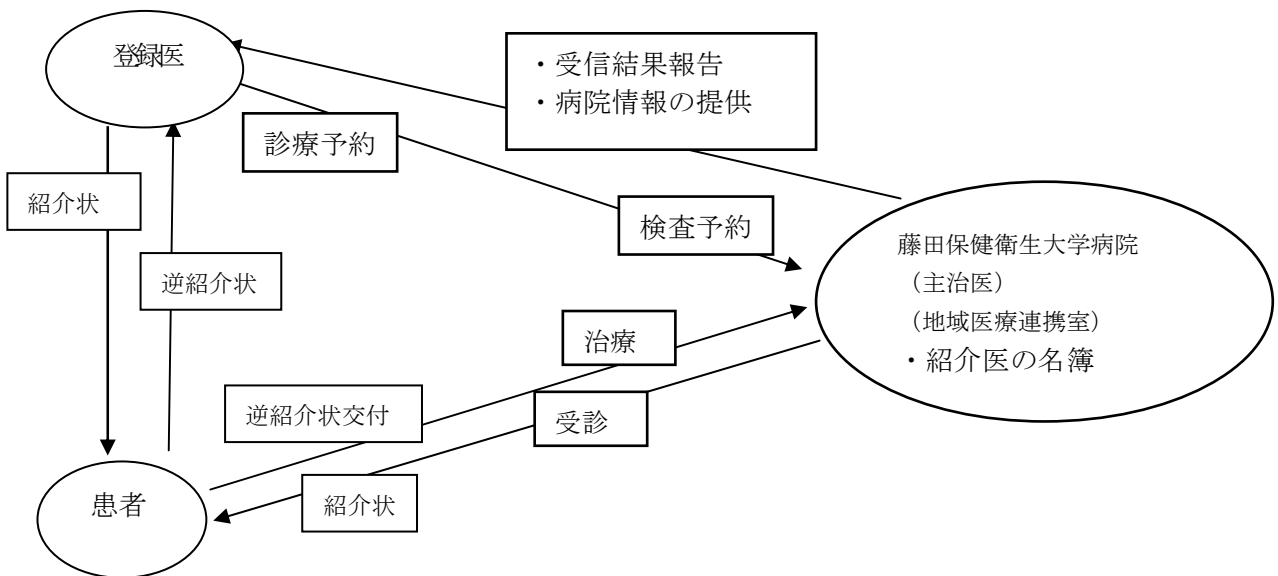 登録医
・受信結果報告
・病院情報の提供
診療予約
紹介状
検査予約
逆紹介状
藤田保健衛生大学病院
（主治医）
（地域医療連携室）
・紹介医の名簿
治療
逆紹介状交付
受診
患者
紹介状